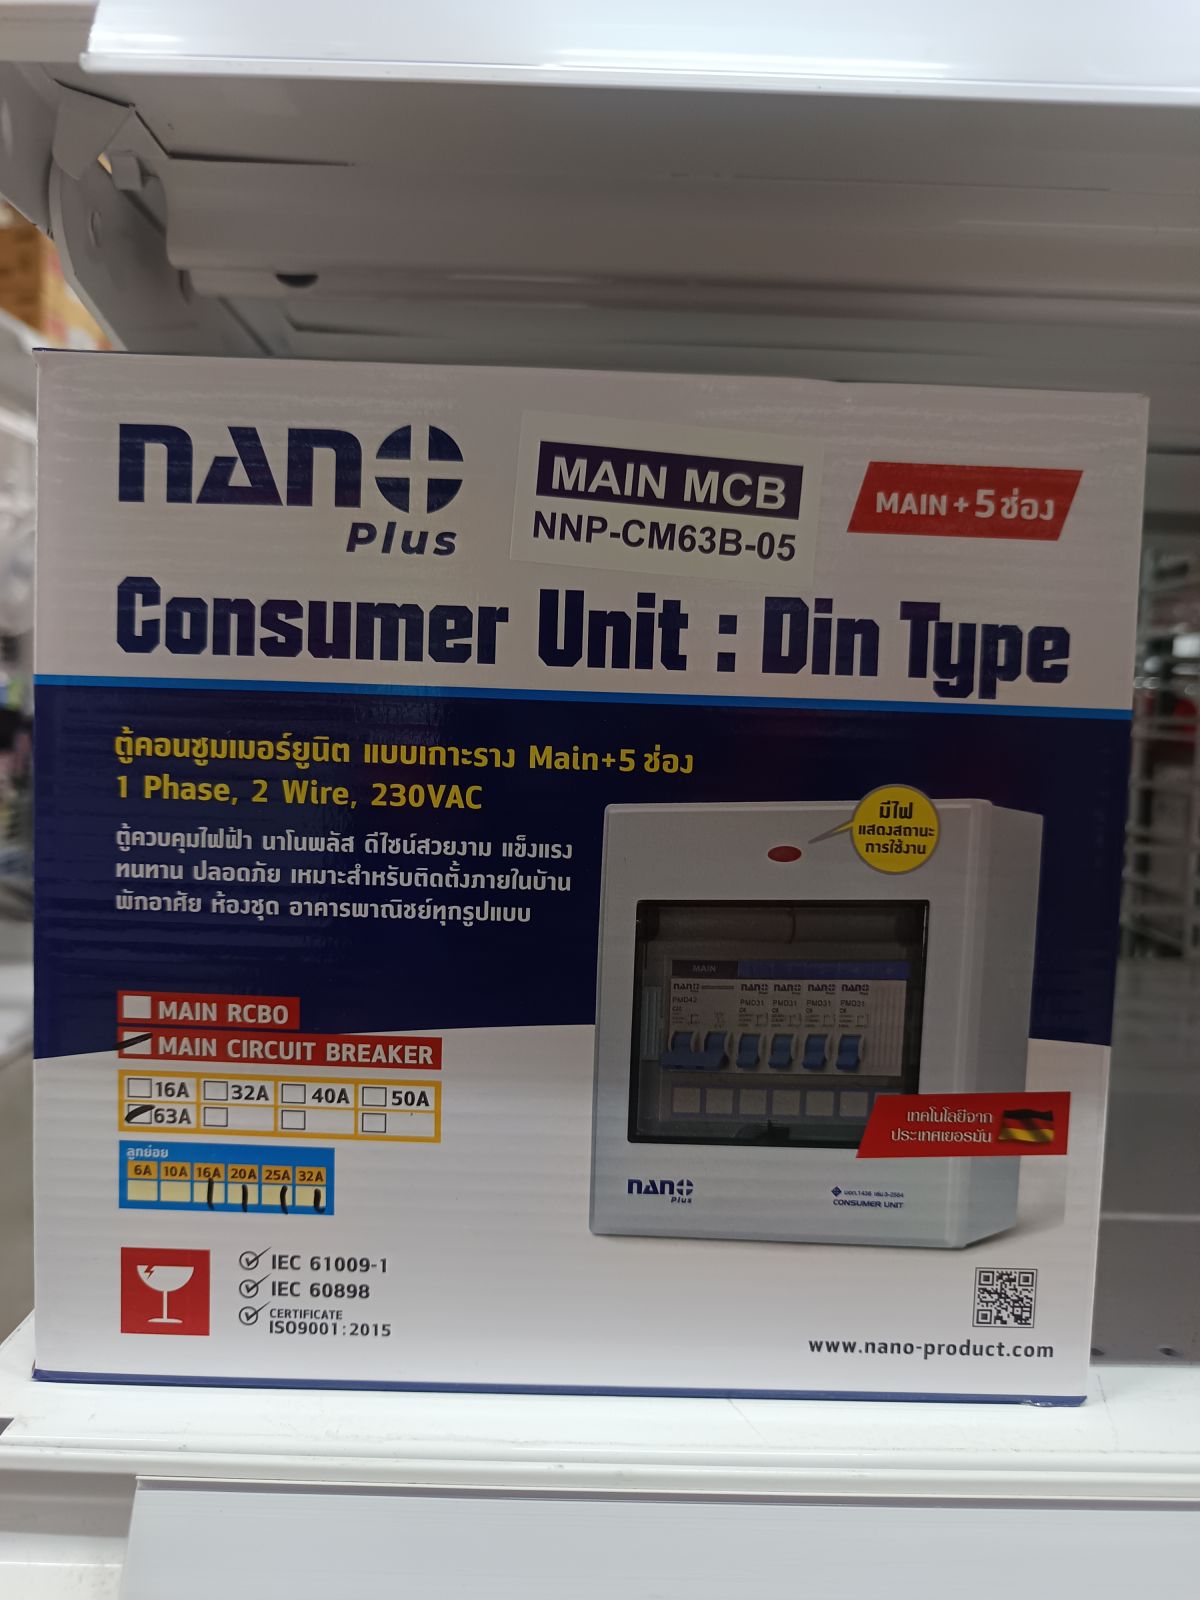 nano
Plus
MAIN MCB
NNP-CM63B-05
MAIN + 5 ช่อง
Consumer Unit : Din Type
ตู้คอนซูมเมอร์ยูนิต แบบเกาะราง Main+5 ช่อง
1 Phase, 2 Wire, 230VAC
ตู้ควบคุมไฟฟ้า นาโนพลัส ดีไซน์สวยงาม แข็งแรง
ทนทาน ปลอดภัย เหมาะสำหรับติดตั้งภายในบ้าน
พักอาศัย ห้องชุด อาคารพาณิชย์ทุกรูปแบบ
มีไฟ
แสดงสถานะ
การใช้งาน
MAIN
nano nano nano nano nano
PMD42 PMD31 PMD31 PMD31 PMD31
MAIN RCBO
MAIN CIRCUIT BREAKER
16A 32A 40A 50A
63A
ลูกย่อย
6A 10A 16A 20A 25A 32A
เทคโนโลยีจาก
ประเทศเยอรมัน
nano
Plus
CONSUMER UNIT
IEC 61009-1
IEC 60898
CERTIFICATE
ISO9001:2015
www.nano-product.com